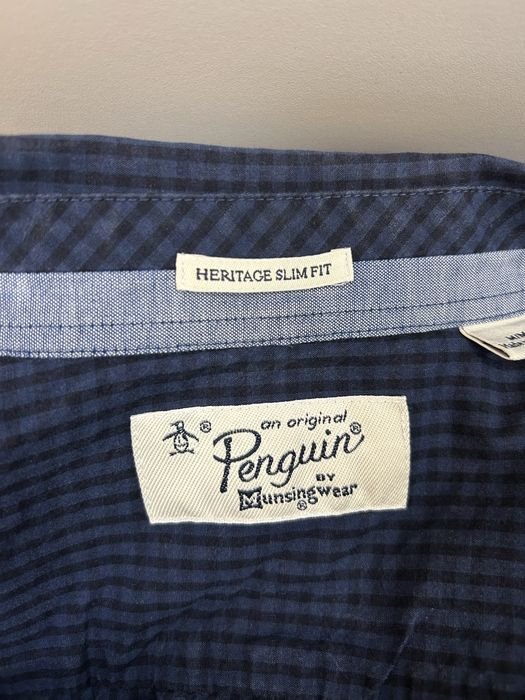 HERITAGE SLIM FIT
an original
Penguin®
BY
Munsingwear®
®